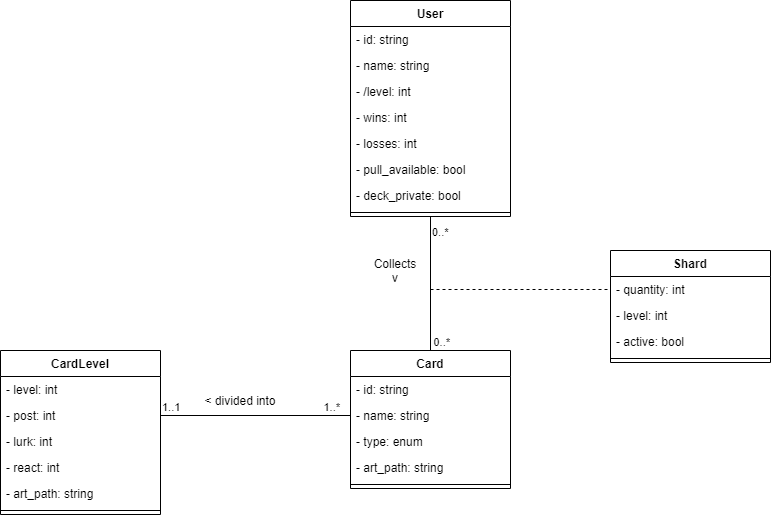 User
- id: string
- name: string
- /level: int
- wins: int
- losses: int
- pull_available: bool
- deck_private: bool
0..*
Collects
v
0..*
Shard
- quantity: int
- level: int
- active: bool
CardLevel
- level: int
- post: int
- lurk: int
- react: int
- art_path: string
1..1
< divided into
1..*
Card
- id: string
- name: string
- type: enum
- art_path: string